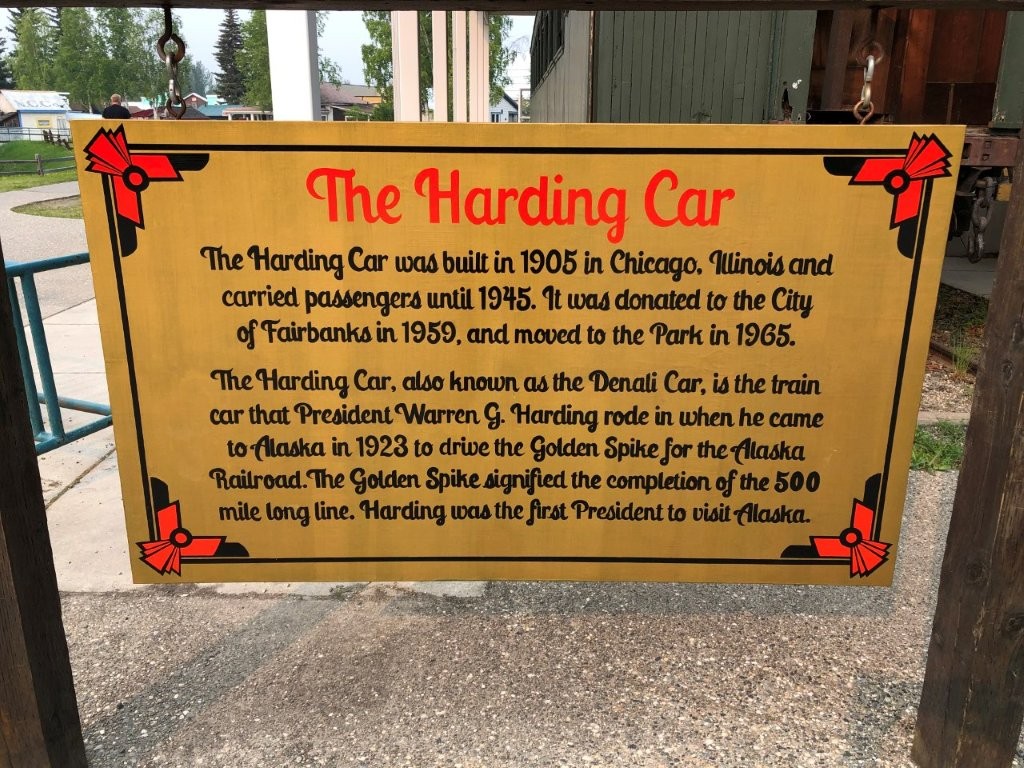 The Harding Car
The Harding Car was built in 1905 in Chicago, Illinois and
carried passengers until 1945. It was donated to the City
of Fairbanks in 1959, and moved to the Park in 1965.
The Harding Car, also known as the Denali Car, is the train
car that President Warren G. Harding rode in when he came
to Alaska in 1923 to drive the Golden Spike for the Alaska
Railroad. The Golden Spike signified the completion of the 500
mile long line. Harding was the first President to visit Alaska.